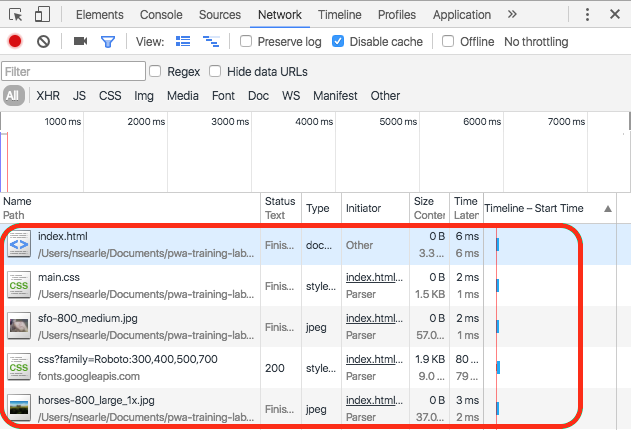 Elements Console Sources Network Timeline Profiles Application »
View: Preserve log Disable cache Offline No throttling
Filter Regex Hide data URLs
All XHR JS CSS Img Media Font Doc WS Manifest Other
1000 ms 2000 ms 3000 ms 4000 ms 5000 ms 6000 ms 7000 ms
Name Status Type Initiator Size Time Timeline – Start Time
Path Text Conter Later
index.html 0 B 6 ms
/Users/nsearle/Documents/pwa-training-lab... Finis... doc... Other 3.3 ... 6 ms
main.css index.html... 0 B 2 ms
/Users/nsearle/Documents/pwa-training-lab... Finis... style... Parser 1.5 KB 1 ms
sfo-800_medium.jpg index.html... 0 B 2 ms
/Users/nsearle/Documents/pwa-training-lab... Finis... jpeg Parser 57.0... 1 ms
css?family=Roboto:300,400,500,700 index.html... 1.9 KB 80 ...
fonts.googleapis.com 200 style... Parser 9.0 ... 79 ...
horses-800_large_1x.jpg index.html... 0 B 3 ms
/Users/nsearle/Documents/pwa-training-lab... Finis... jpeg Parser 37.0... 2 ms